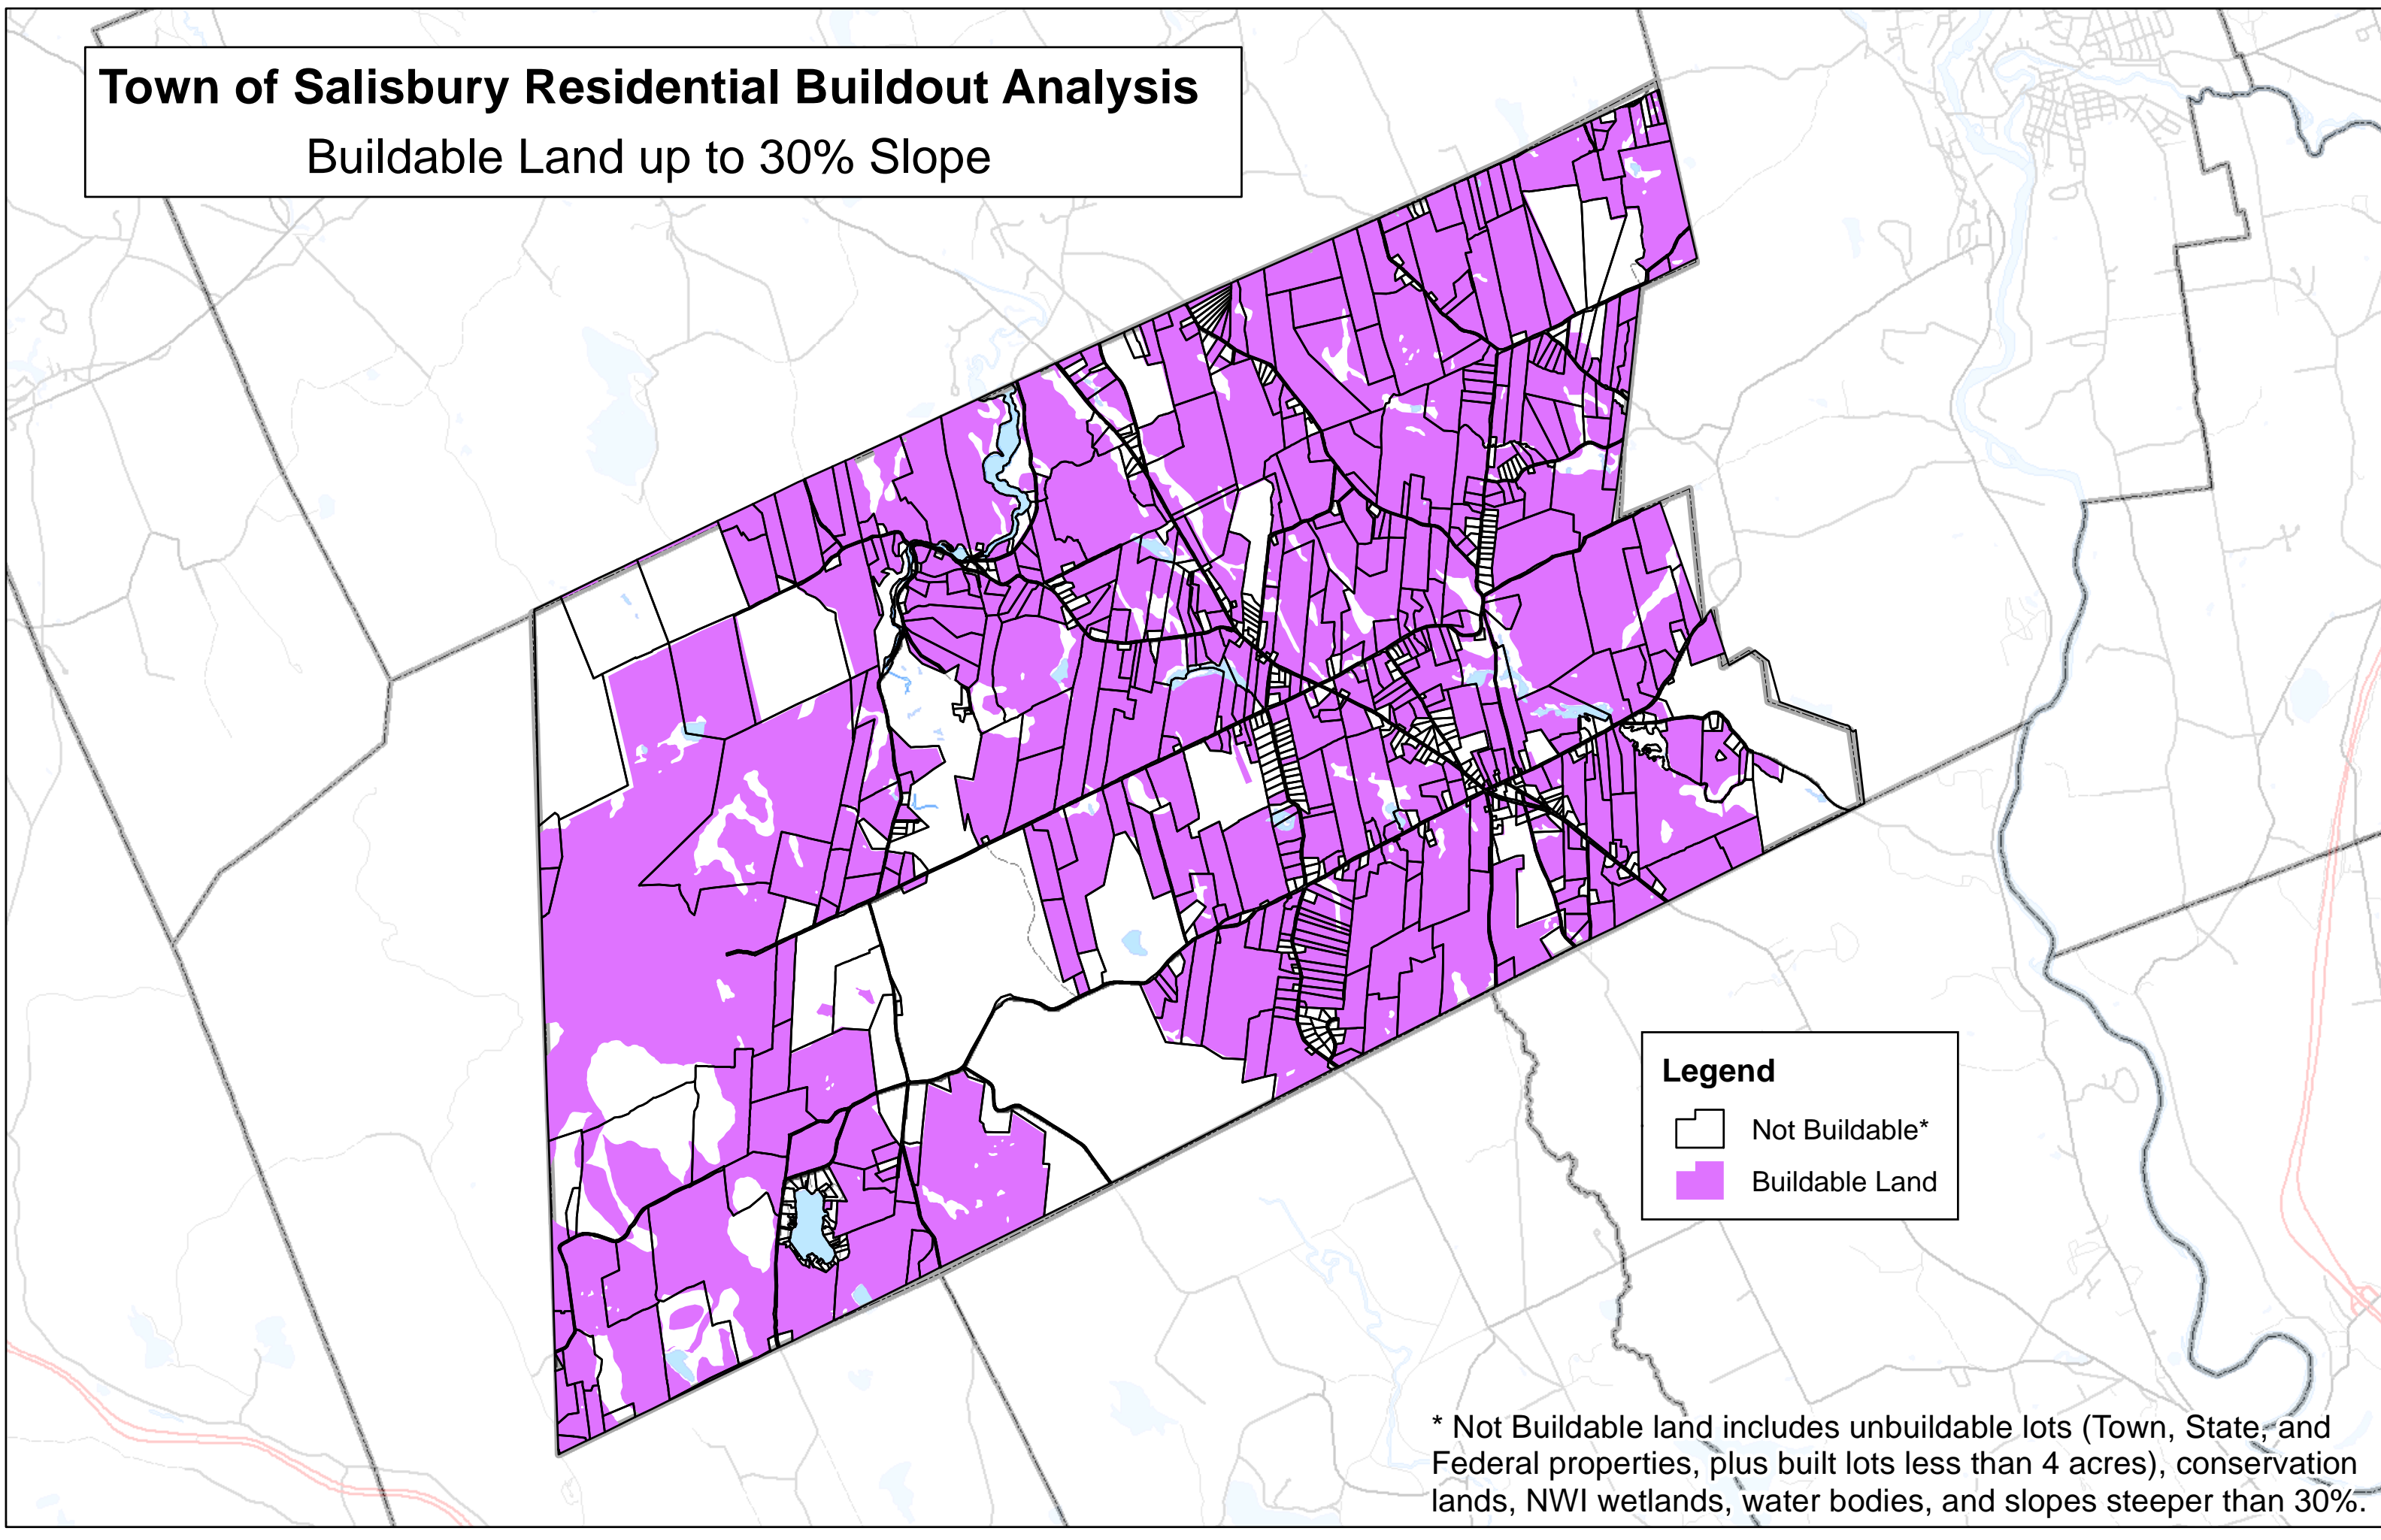 Town of Salisbury Residential Buildout Analysis
Buildable Land up to 30% Slope
Legend
Not Buildable*
Buildable Land
* Not Buildable land includes unbuildable lots (Town, State, and
Federal properties, plus built lots less than 4 acres), conservation
lands, NWI wetlands, water bodies, and slopes steeper than 30%.